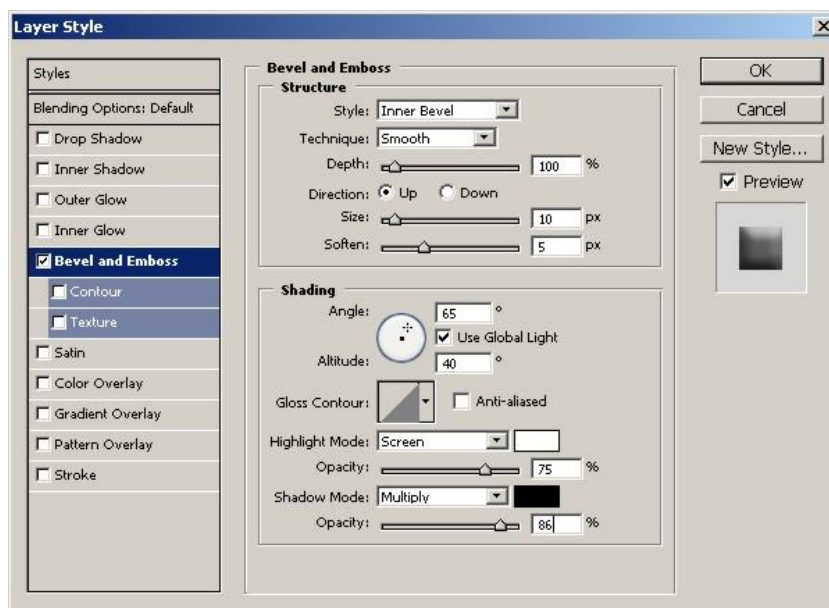 Layer Style
Styles
Blending Options: Default
Drop Shadow
Inner Shadow
Outer Glow
Inner Glow
Bevel and Emboss
Contour
Texture
Satin
Color Overlay
Gradient Overlay
Pattern Overlay
Stroke
Bevel and Emboss
Structure
Style: Inner Bevel
Technique: Smooth
Depth: 100 %
Direction: Up Down
Size: 10 px
Soften: 5 px
Shading
Angle: 65 °
Use Global Light
Altitude: 40 °
Gloss Contour: Anti-aliased
Highlight Mode: Screen
Opacity: 75 %
Shadow Mode: Multiply
Opacity: 86 %
OK
Cancel
New Style...
Preview